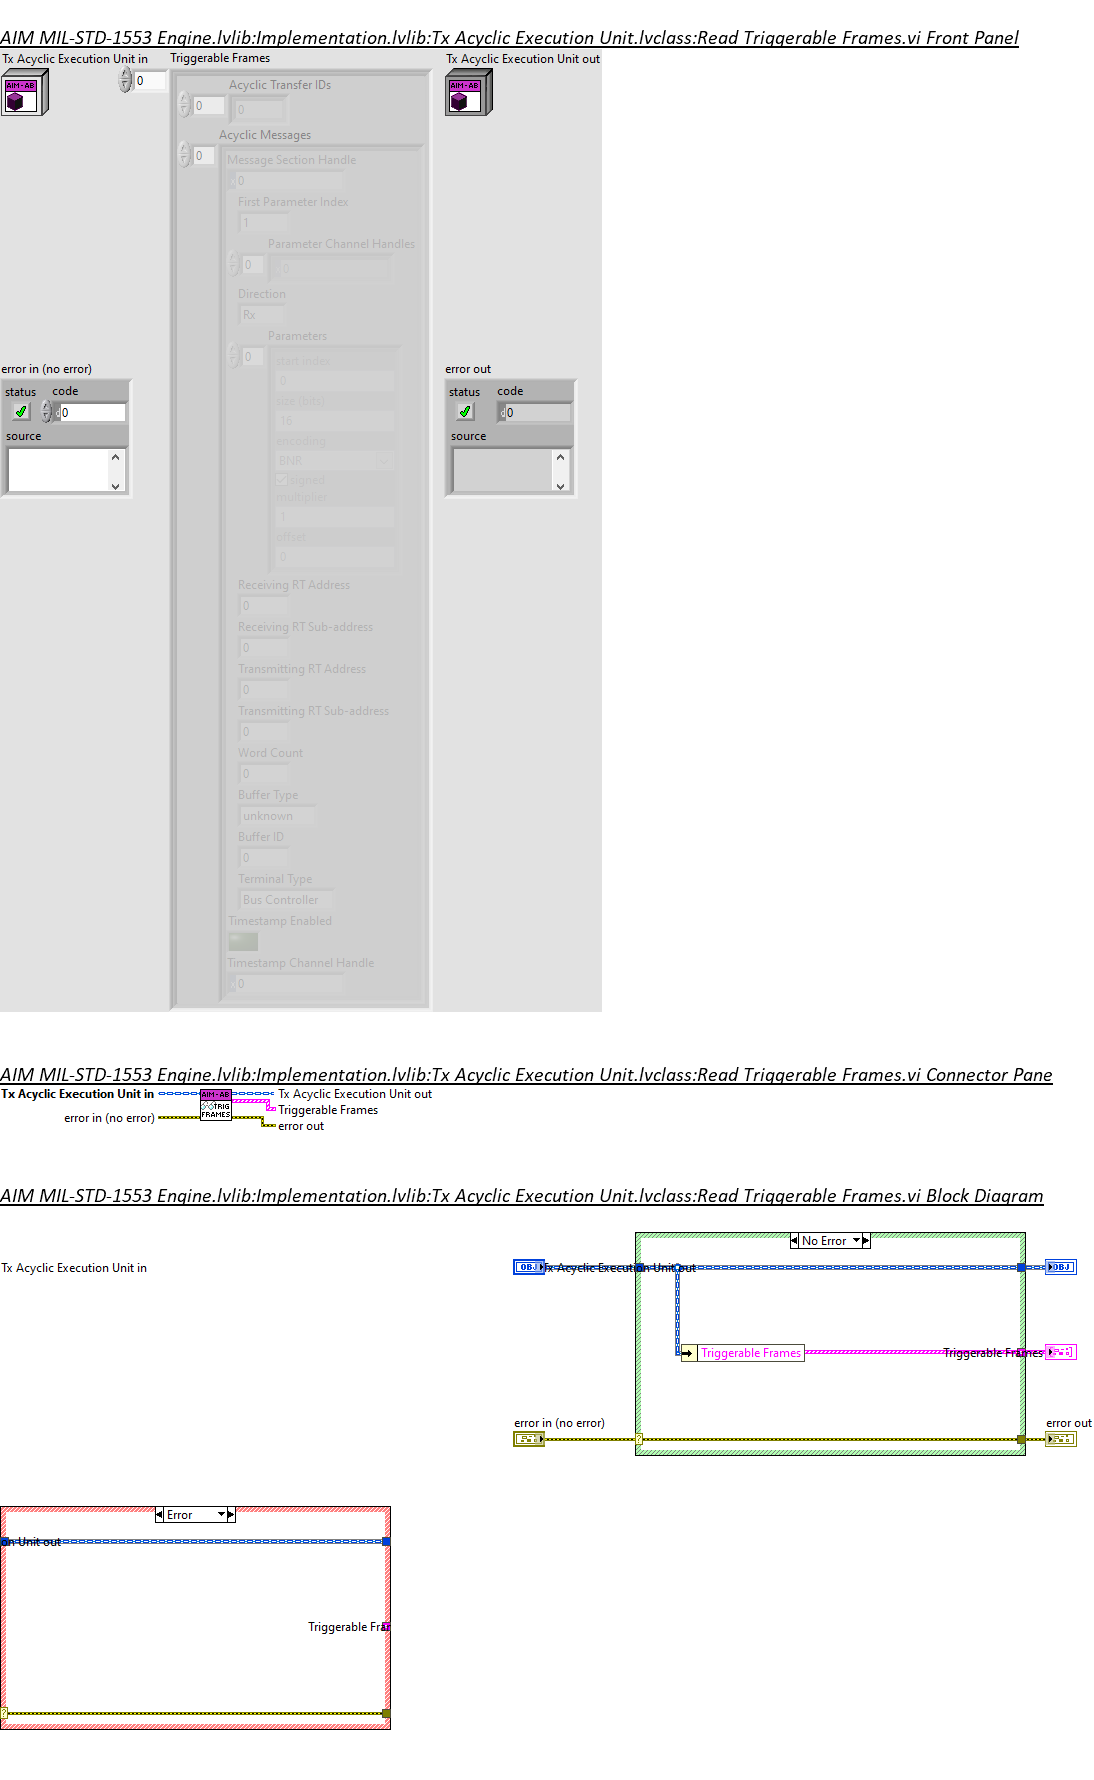 AIM MIL-STD-1553 Engine.lvlib:Implementation.lvlib:Tx Acyclic Execution Unit.lvclass:Read Triggerable Frames.vi Front Panel
Tx Acyclic Execution Unit in
Triggerable Frames
Tx Acyclic Execution Unit out
AIM-AB
0
AIM-AB
Acyclic Transfer IDs
0
0
Acyclic Messages
0
Message Section Handle
x 0
First Parameter Index
1
Parameter Channel Handles
0
0
Direction
Rx
Parameters
0
start index
0
size (bits)
16
encoding
BNR
signed
multiplier
1
offset
0
error in (no error)
status code
d 0
source
error out
status code
d 0
source
Receiving RT Address
0
Receiving RT Sub-address
0
Transmitting RT Address
0
Transmitting RT Sub-address
0
Word Count
0
Buffer Type
unknown
Buffer ID
0
Terminal Type
Bus Controller
Timestamp Enabled
Timestamp Channel Handle
x 0
AIM MIL-STD-1553 Engine.lvlib:Implementation.lvlib:Tx Acyclic Execution Unit.lvclass:Read Triggerable Frames.vi Connector Pane
Tx Acyclic Execution Unit in
error in (no error)
AIM-AB
TRIG
FRAMES
Tx Acyclic Execution Unit out
Triggerable Frames
error out
AIM MIL-STD-1553 Engine.lvlib:Implementation.lvlib:Tx Acyclic Execution Unit.lvclass:Read Triggerable Frames.vi Block Diagram
No Error
Tx Acyclic Execution Unit in
OBJ
Tx Acyclic Execution Unit out
OBJ
Triggerable Frames
Triggerable Frames
error in (no error)
?
error out
Error
on Unit out
Triggerable Fra
?